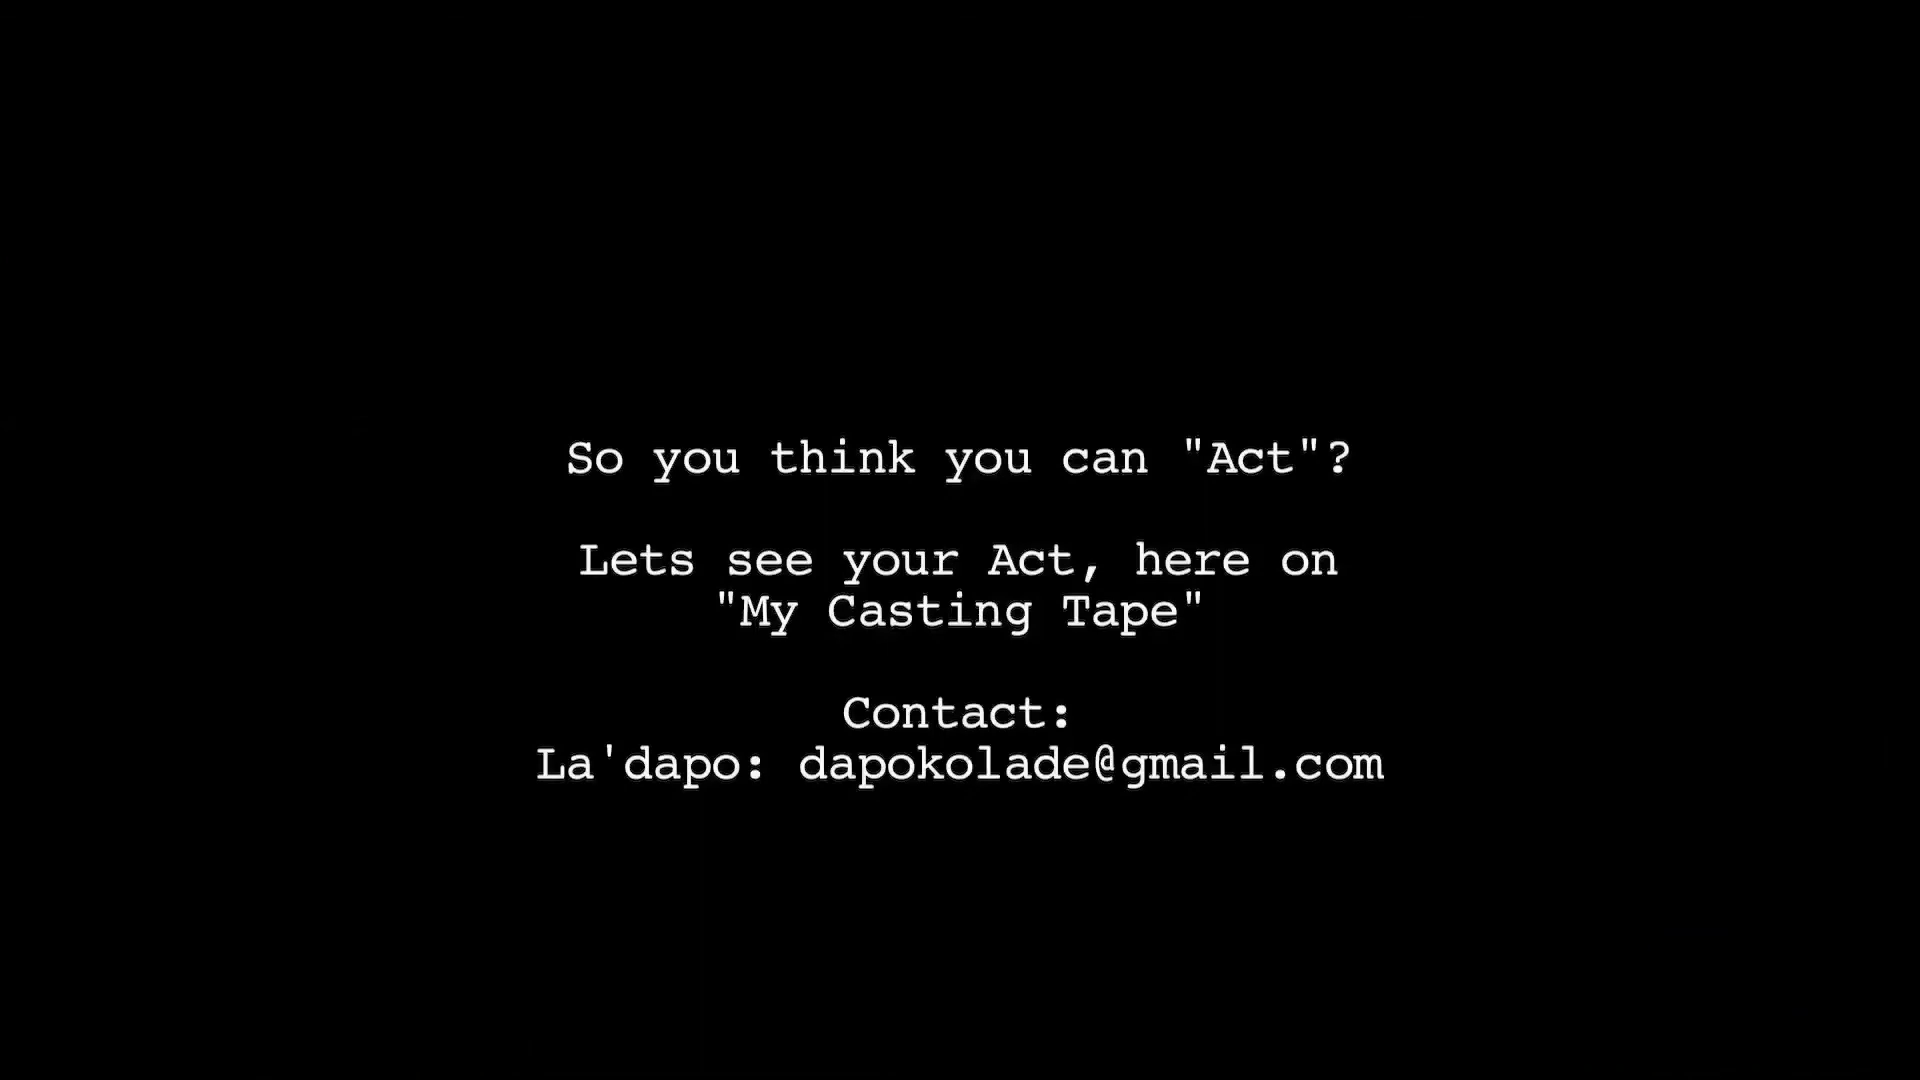 So you think you can "Act"?
Lets see your Act, here on
"My Casting Tape"
Contact:
La'dapo: dapokolade@gmail.com